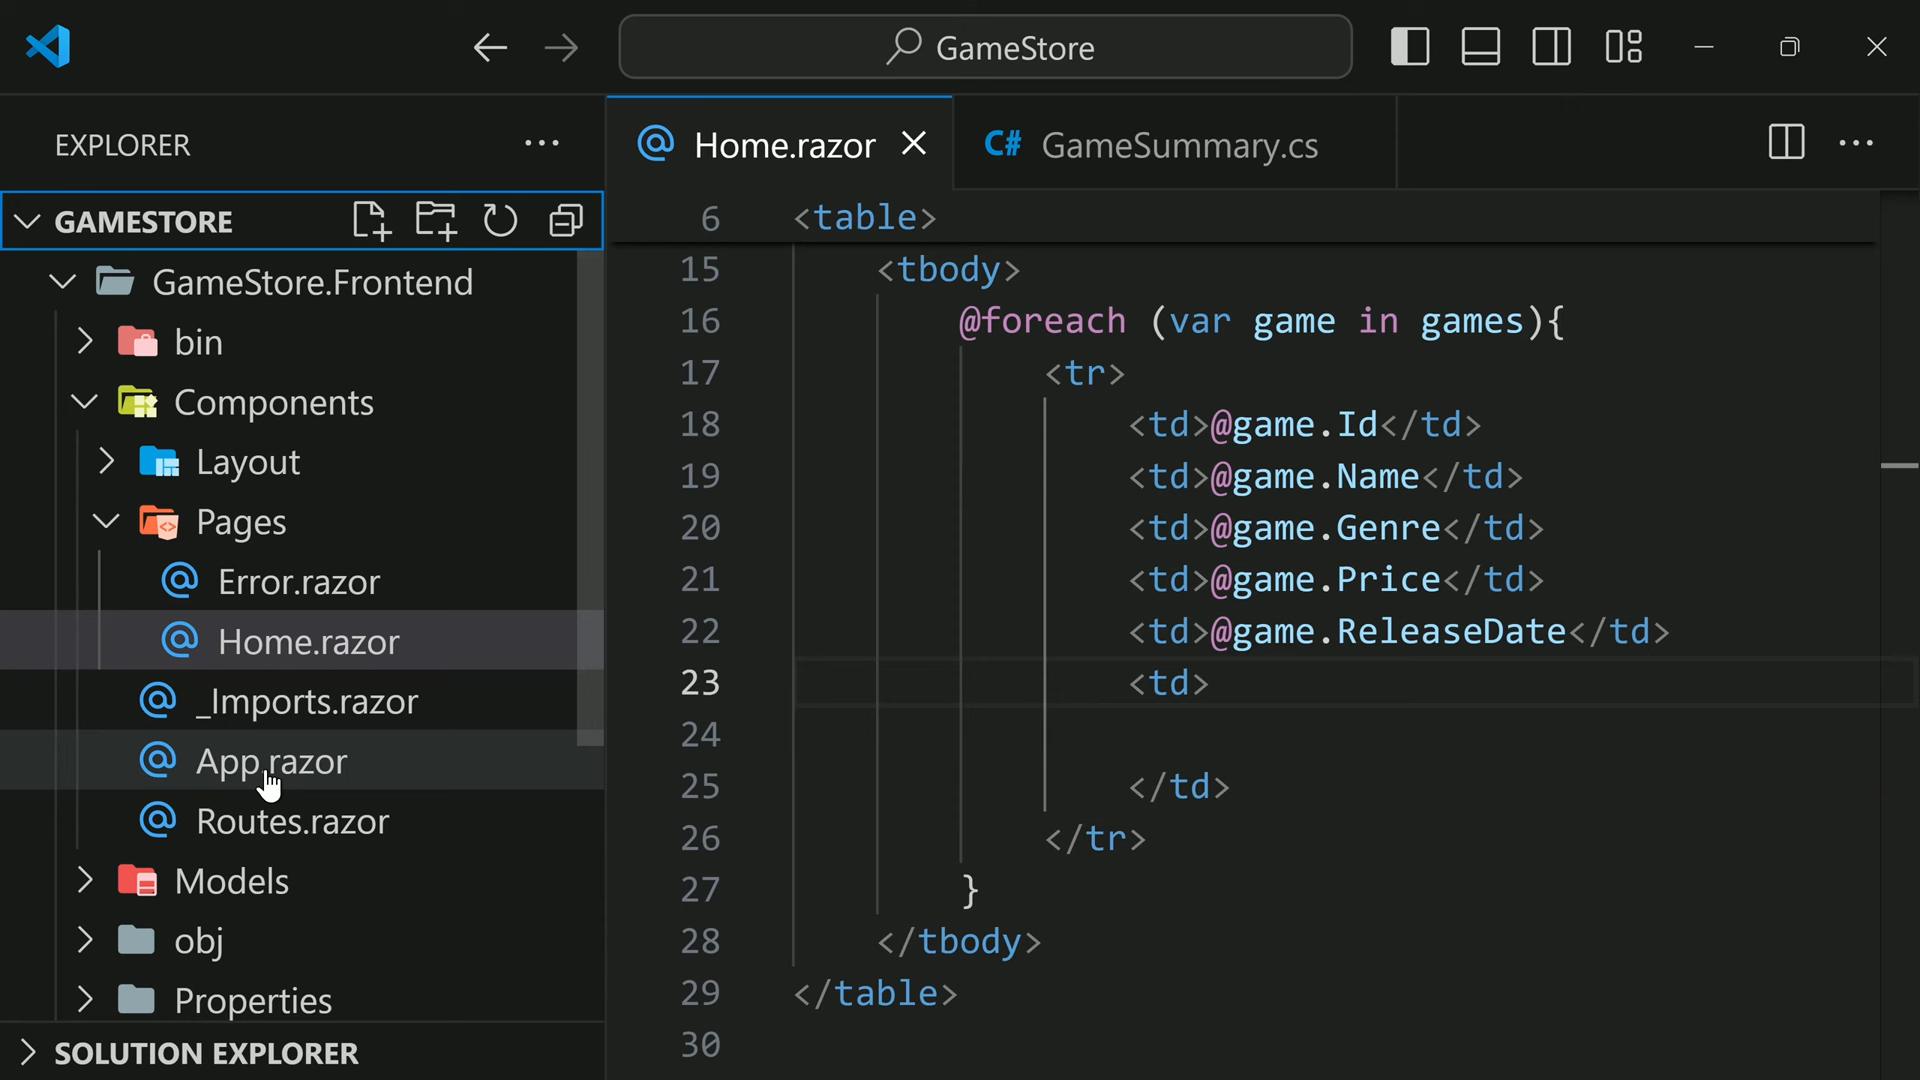 GameStore
EXPLORER
GAMESTORE
GameStore.Frontend
bin
Components
Layout
Pages
@ Error.razor
@ Home.razor
@ _Imports.razor
@ App.razor
@ Routes.razor
Models
obj
Properties
SOLUTION EXPLORER
@ Home.razor
C# GameSummary.cs
6 <table>
15 <tbody>
16 @foreach (var game in games){
17 <tr>
18 <td>@game.Id</td>
19 <td>@game.Name</td>
20 <td>@game.Genre</td>
21 <td>@game.Price</td>
22 <td>@game.ReleaseDate</td>
23 <td>
24
25 </td>
26 </tr>
27 }
28 </tbody>
29 </table>
30